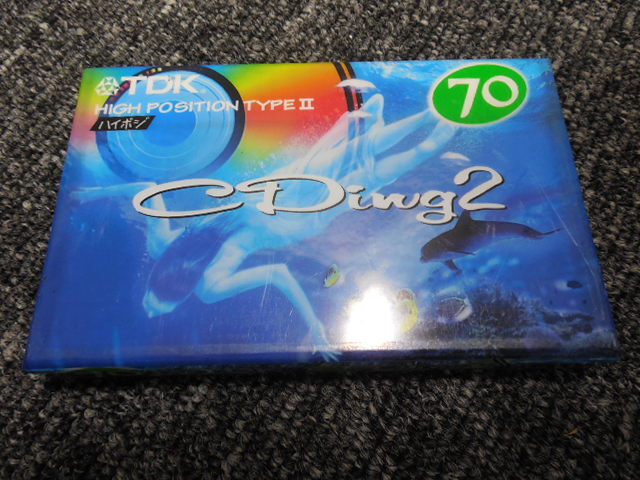 TDK
70
HIGH POSITION TYPE II
ハイポジ
CDing2